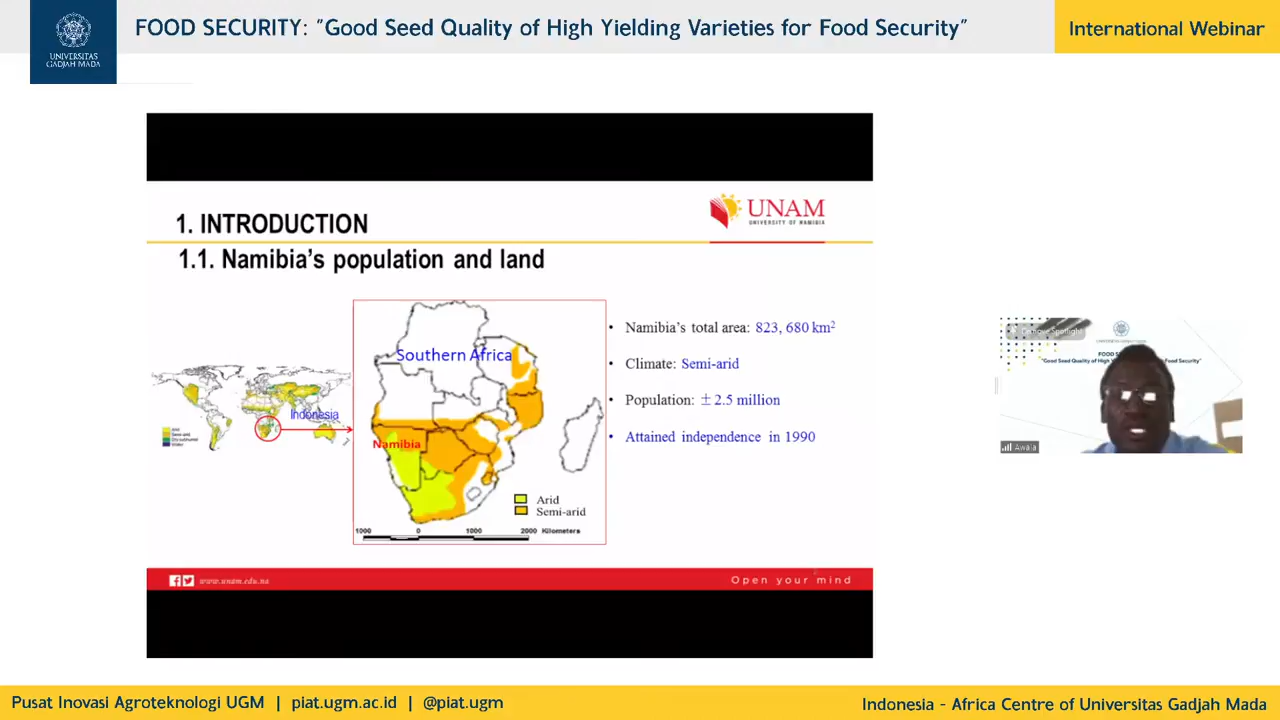 FOOD SECURITY: "Good Seed Quality of High Yielding Varieties for Food Security"
International Webinar
UNIVERSITAS
GADJAH MADA
1. INTRODUCTION
UNAM
UNIVERSITY OF NAMIBIA
1.1. Namibia's population and land
Southern Africa
Indonesia
Namibia
Arid
Semi-arid
1000 0 1000 2000 Kilometers
• Namibia's total area: 823, 680 km²
• Climate: Semi-arid
• Population: ± 2.5 million
• Attained independence in 1990
www.unam.edu.na
Open your mind
Remove Spotlight
Awala
Pusat Inovasi Agroteknologi UGM | piat.ugm.ac.id | @piat.ugm
Indonesia - Africa Centre of Universitas Gadjah Mada